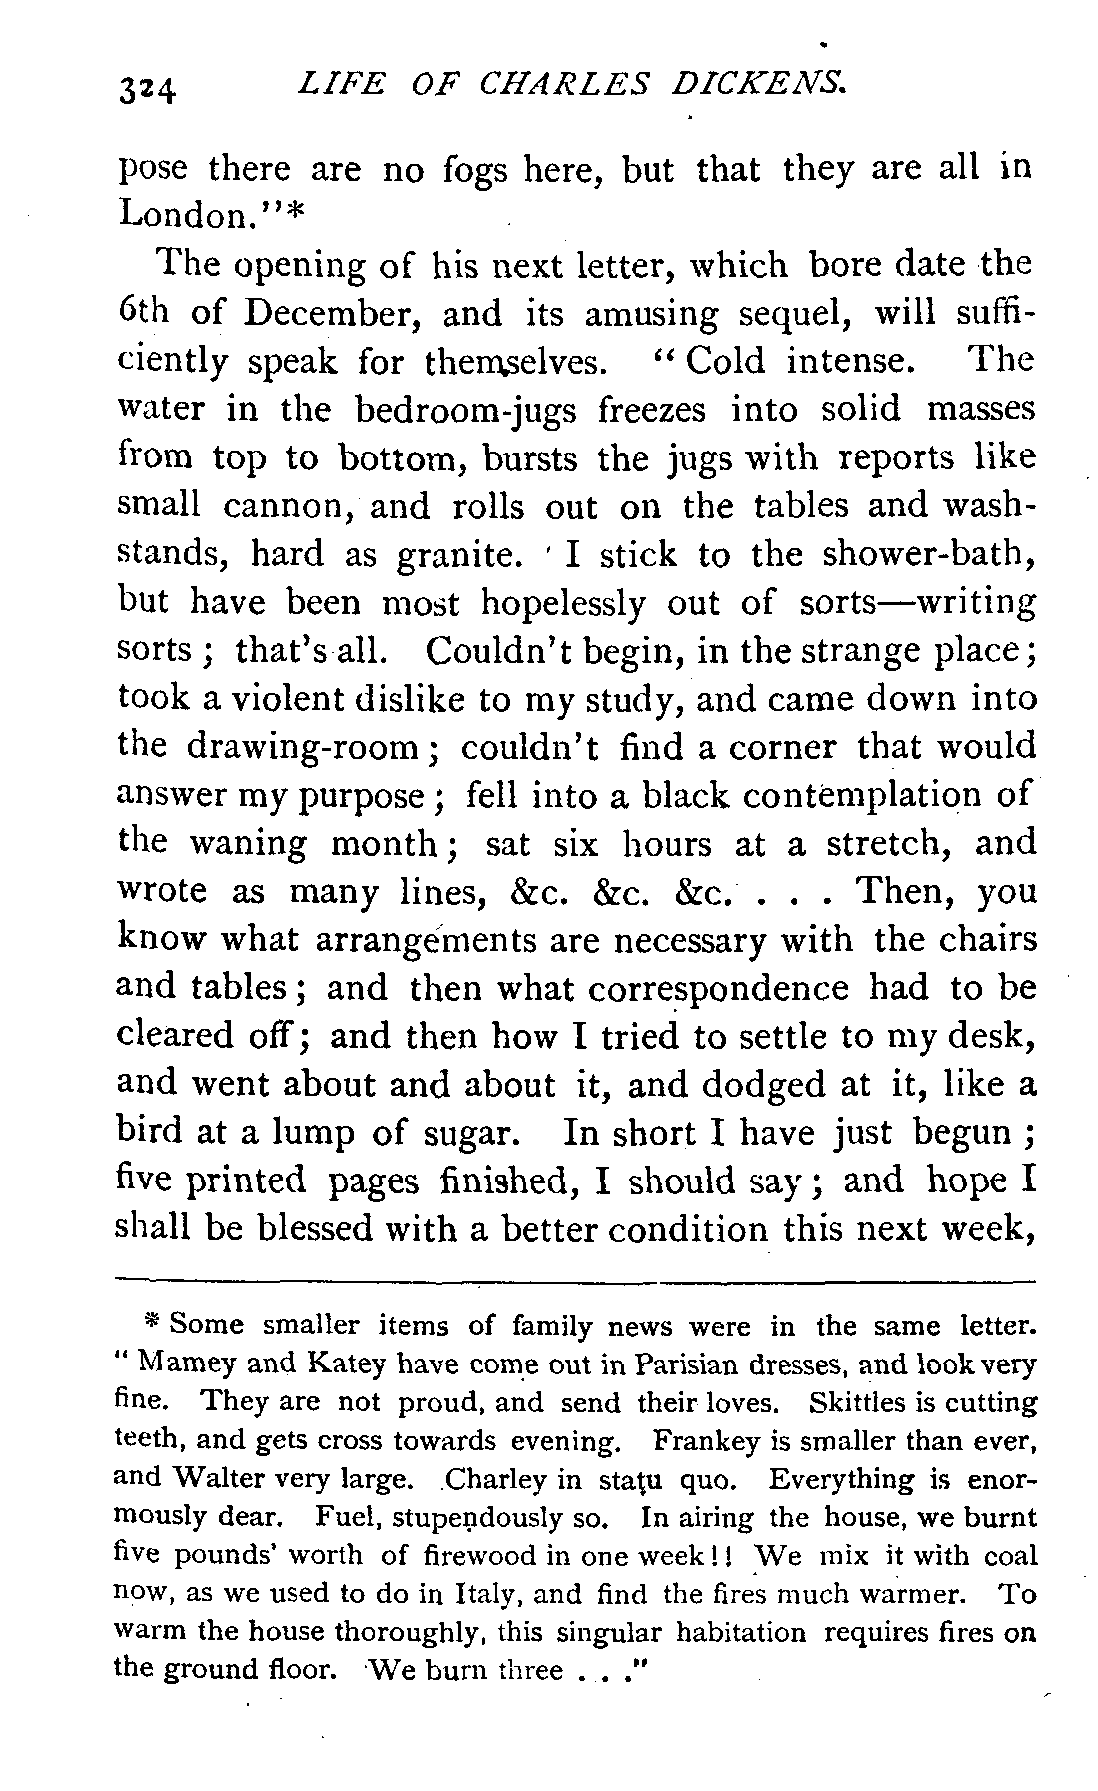 324 LIFE OF CHARLES DICKENS.
pose there are no fogs here, but that they are all in
London."*
The opening of his next letter, which bore date the
6th of December, and its amusing sequel, will suffi-
ciently speak for themselves. "Cold intense. The
water in the bedroom-jugs freezes into solid masses
from top to bottom, bursts the jugs with reports like
small cannon, and rolls out on the tables and wash-
stands, hard as granite. I stick to the shower-bath,
but have been most hopelessly out of sorts—writing
sorts; that's all. Couldn't begin, in the strange place;
took a violent dislike to my study, and came down into
the drawing-room; couldn't find a corner that would
answer my purpose; fell into a black contemplation of
the waning month; sat six hours at a stretch, and
wrote as many lines, &c. &c. &c. . . . Then, you
know what arrangements are necessary with the chairs
and tables; and then what correspondence had to be
cleared off; and then how I tried to settle to my desk,
and went about and about it, and dodged at it, like a
bird at a lump of sugar. In short I have just begun;
five printed pages finished, I should say; and hope I
shall be blessed with a better condition this next week,
* Some smaller items of family news were in the same letter.
"Mamey and Katey have come out in Parisian dresses, and look very
fine. They are not proud, and send their loves. Skittles is cutting
teeth, and gets cross towards evening. Frankey is smaller than ever,
and Walter very large. Charley in statu quo. Everything is enor-
mously dear. Fuel, stupendously so. In airing the house, we burnt
five pounds' worth of firewood in one week!! We mix it with coal
now, as we used to do in Italy, and find the fires much warmer. To
warm the house thoroughly, this singular habitation requires fires on
the ground floor. We burn three . . ."